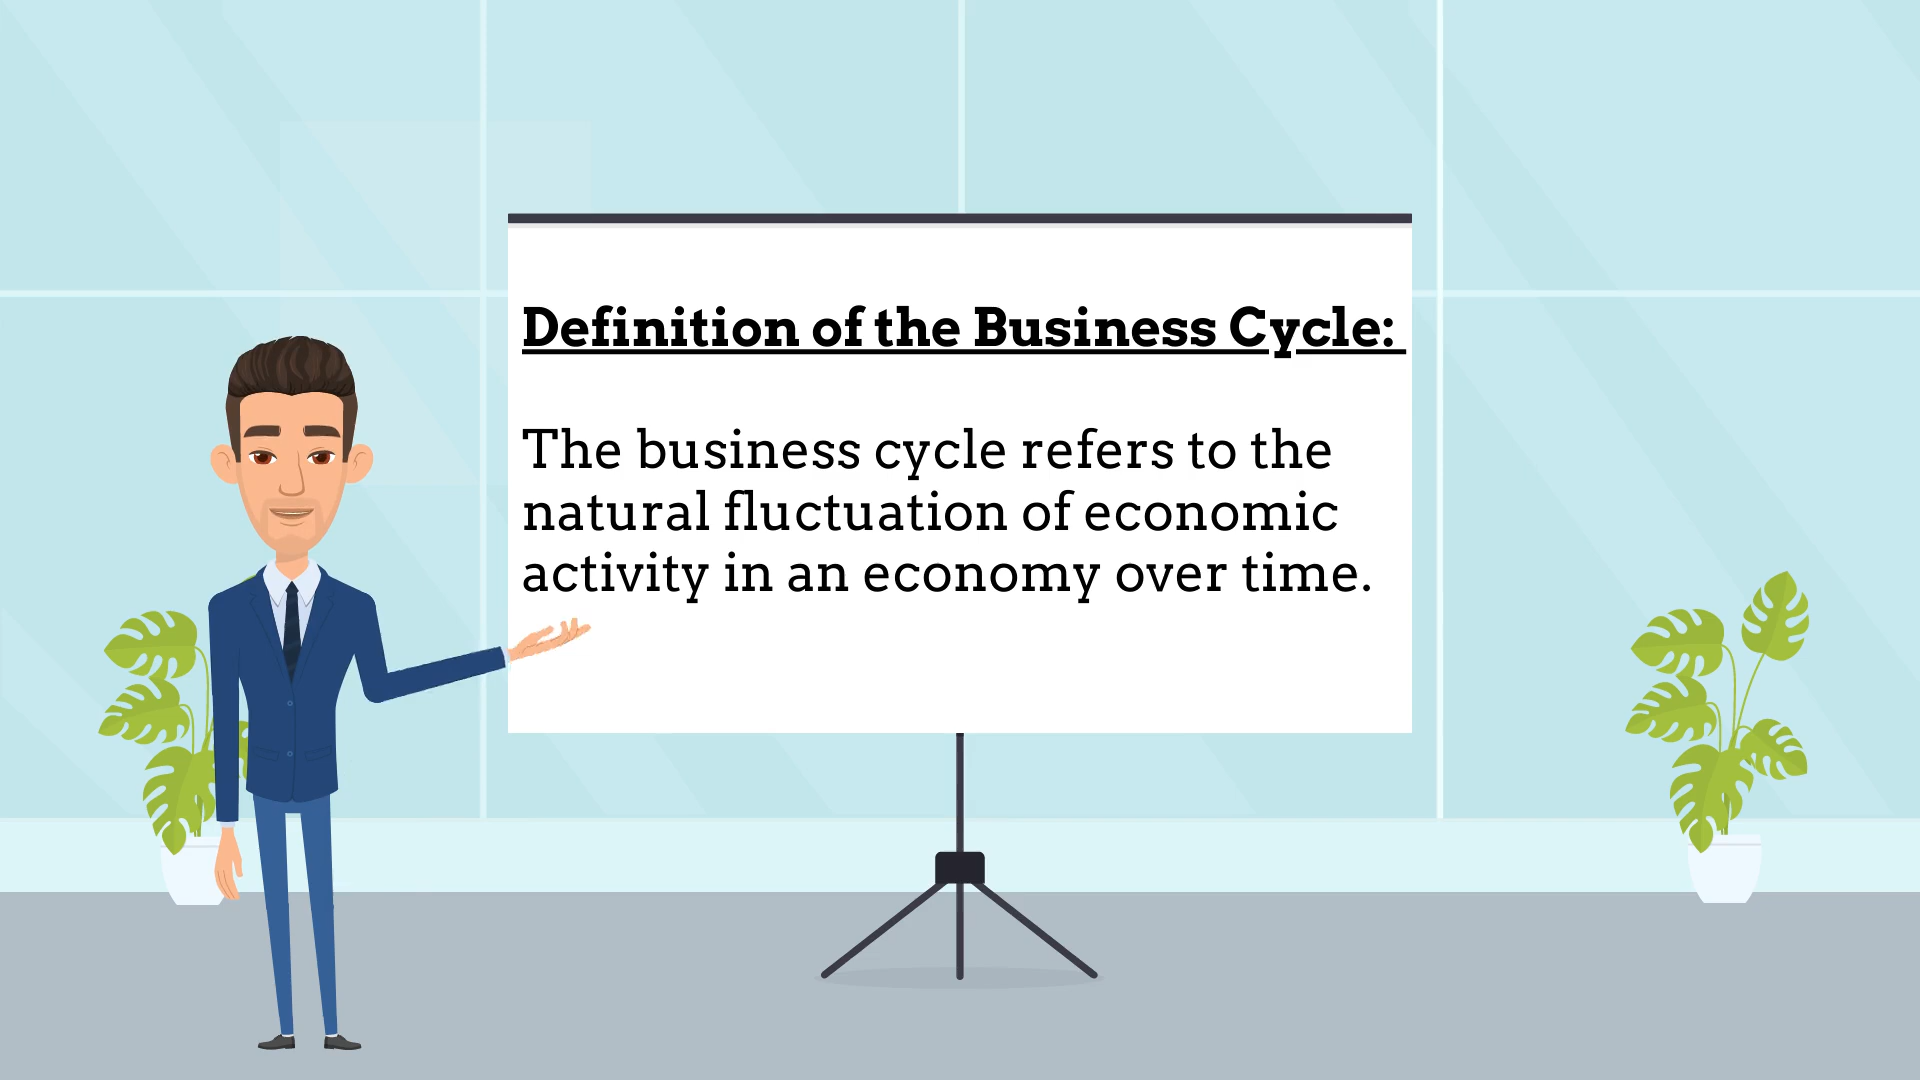 Definition of the Business Cycle:
The business cycle refers to the
natural fluctuation of economic
activity in an economy over time.